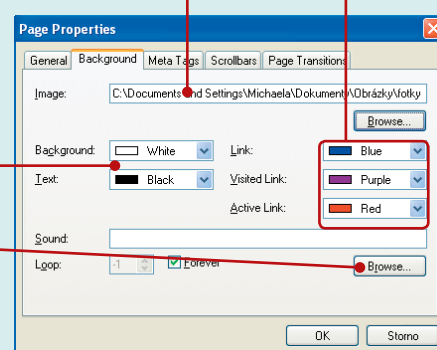 Page Properties
General Background Meta Tags Scrollbars Page Transitions
Image: C:\Documents and Settings\Michaela\Dokumenty\Obrázky\fotky
Browse...
Background: White Link: Blue
Text: Black Visited Link: Purple
Active Link: Red
Sound:
Loop: -1 Forever Browse...
OK Storno